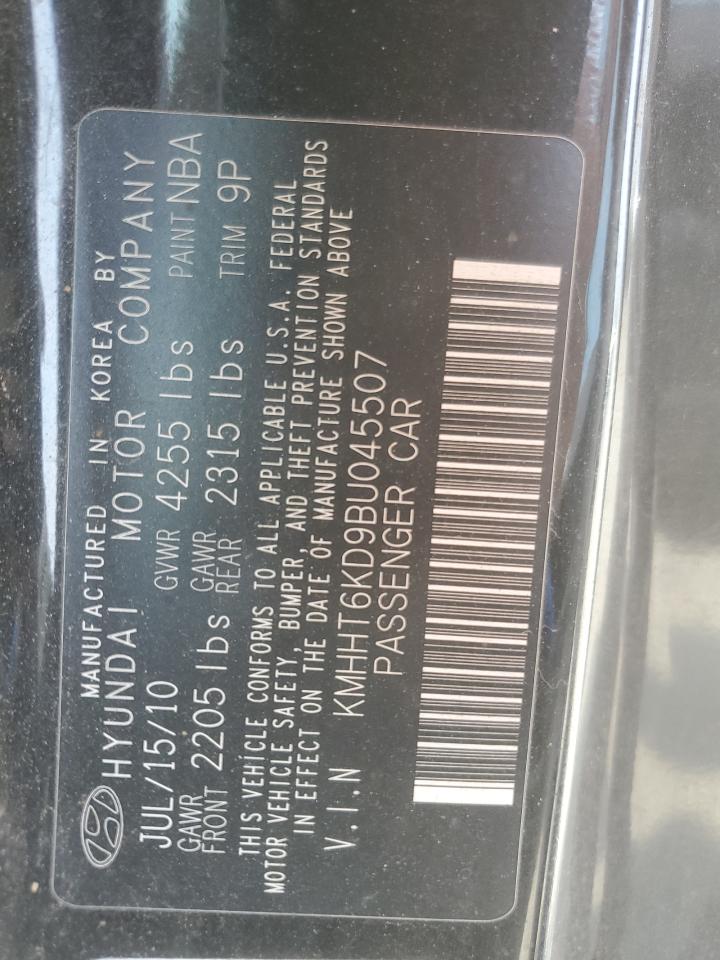 MANUFACTURED IN KOREA BY
HYUNDAI MOTOR COMPANY
JUL/15/10 GVWR 4255 lbs PAINT NBA
GAWR FRONT 2205 lbs GAWR REAR 2315 lbs TRIM 9P
THIS VEHICLE CONFORMS TO ALL APPLICABLE U.S.A. FEDERAL
MOTOR VEHICLE SAFETY, BUMPER, AND THEFT PREVENTION STANDARDS
IN EFFECT ON THE DATE OF MANUFACTURE SHOWN ABOVE
V.I.N KMHHT6KD9BU045507
PASSENGER CAR